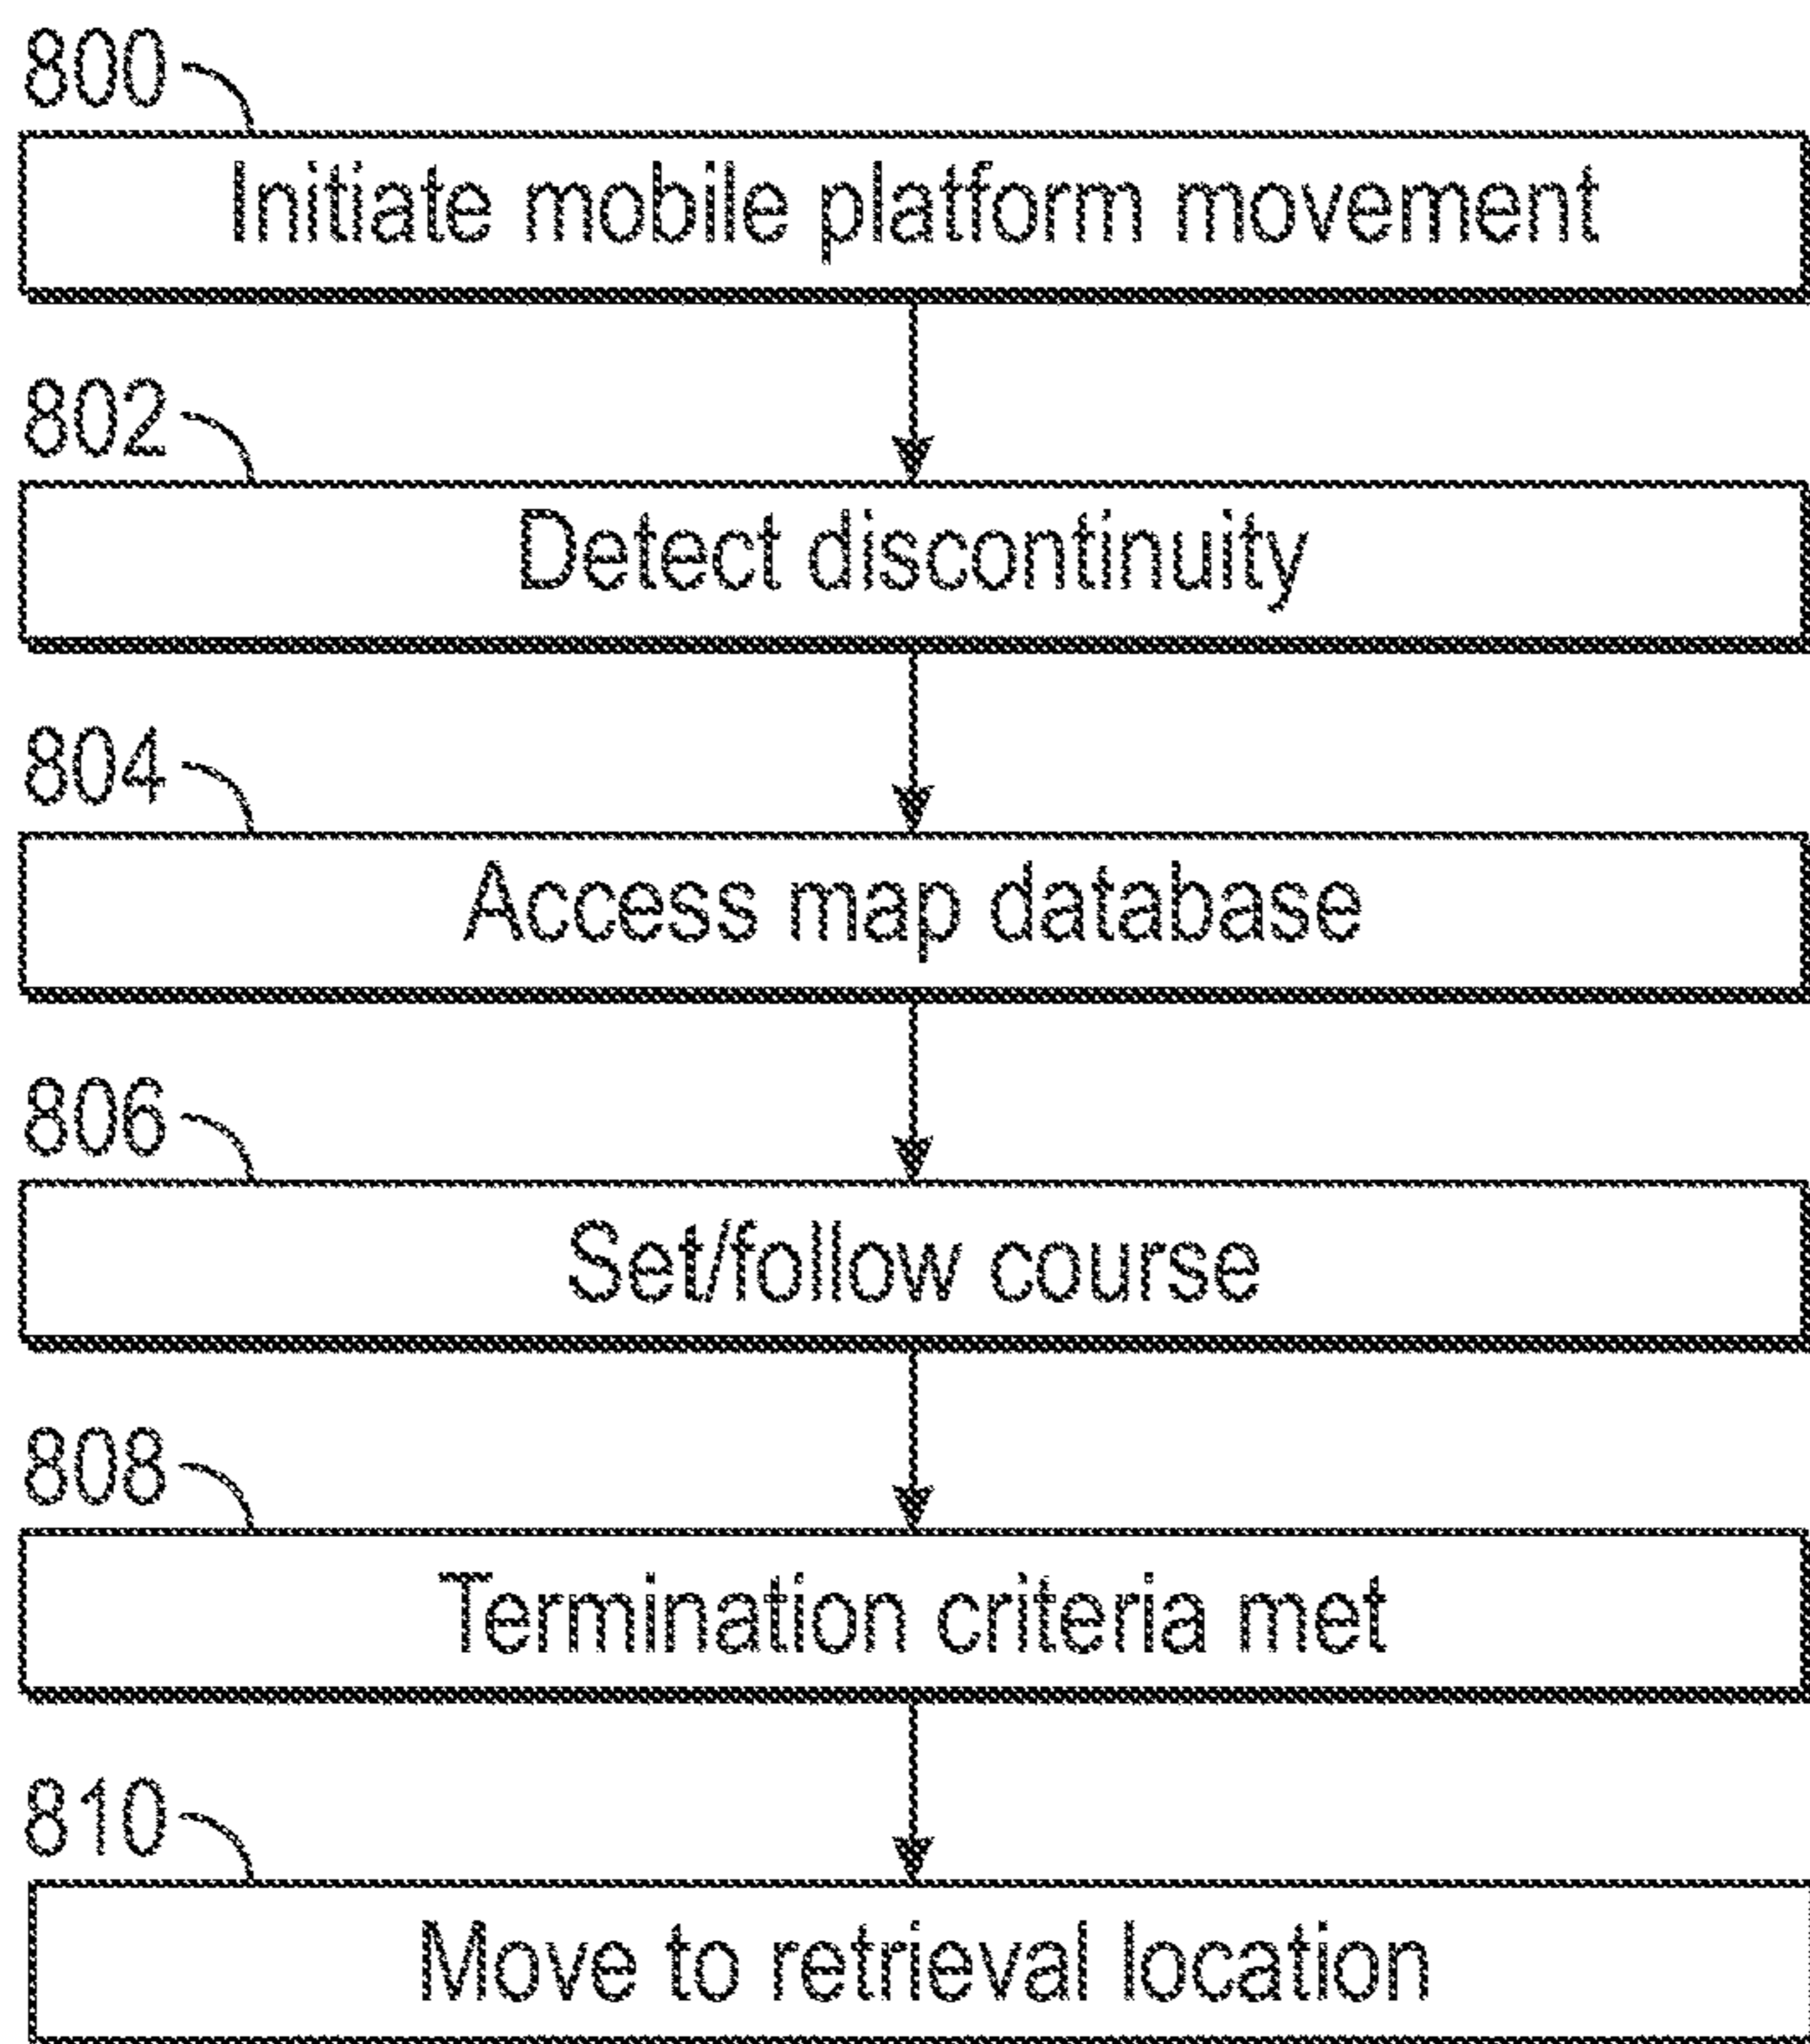 800
Initiate mobile platform movement
802
Detect discontinuity
804
Access map database
806
Set/follow course
808
Termination criteria met
810
Move to retrieval location